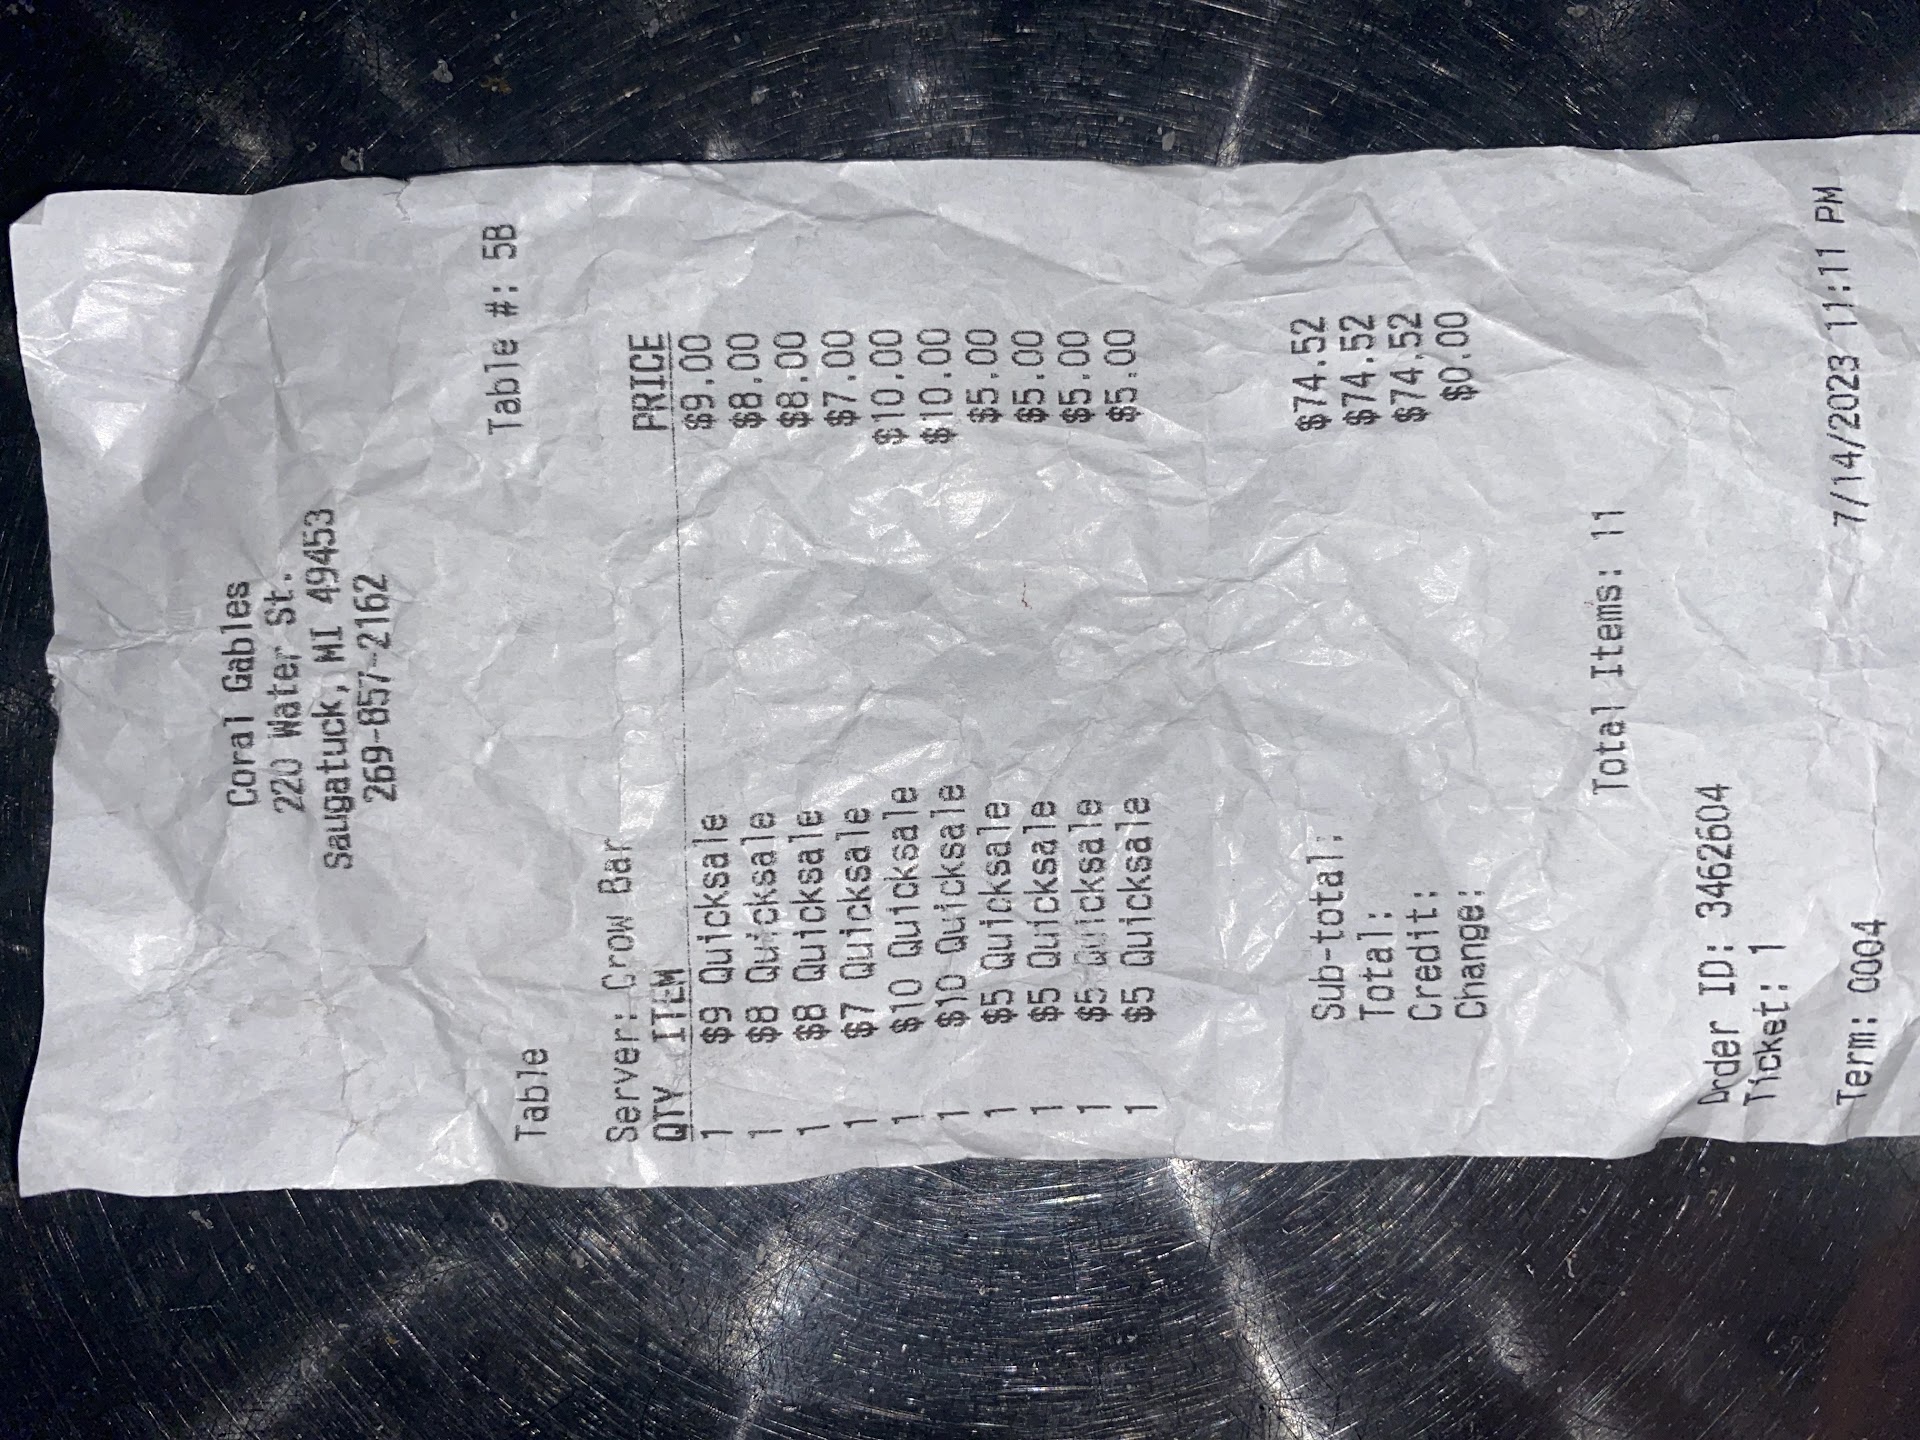 Coral Gables
220 Water St.
Saugatuck, MI 49453
269-857-2162
Table Table #: 5B
Server: Crow Bar
QTY ITEM PRICE
1 $9 Quicksale $9.00
1 $8 Quicksale $8.00
1 $8 Quicksale $8.00
1 $7 Quicksale $7.00
1 $10 Quicksale $10.00
1 $10 Quicksale $10.00
1 $5 Quicksale $5.00
1 $5 Quicksale $5.00
1 $5 Quicksale $5.00
1 $5 Quicksale $5.00
Sub-total: $74.52
Total: $74.52
Credit: $74.52
Change: $0.00
Total Items: 11
Order ID: 3462604
Ticket: 1
Term: 0004 7/14/2023 11:11 PM